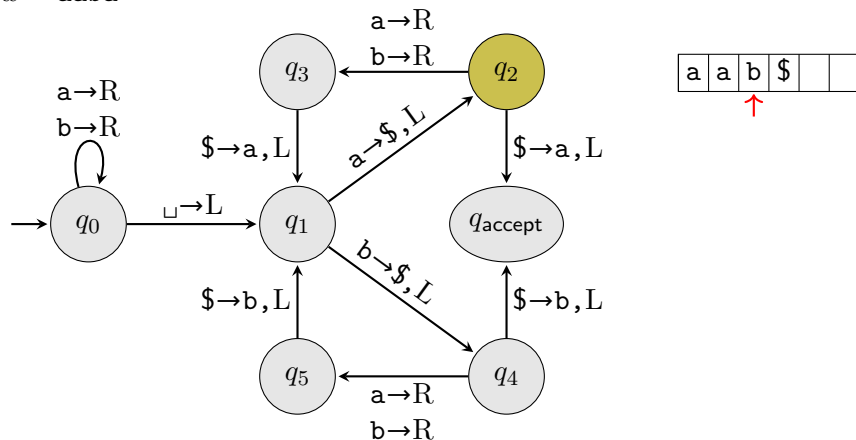 a→R
b→R
q3
q2
a a b $
a→R
b→R
$→a,L
a→$,L
$→a,L
q0
␣→L
q1
qaccept
$→b,L
b→$,L
$→b,L
q5
q4
a→R
b→R